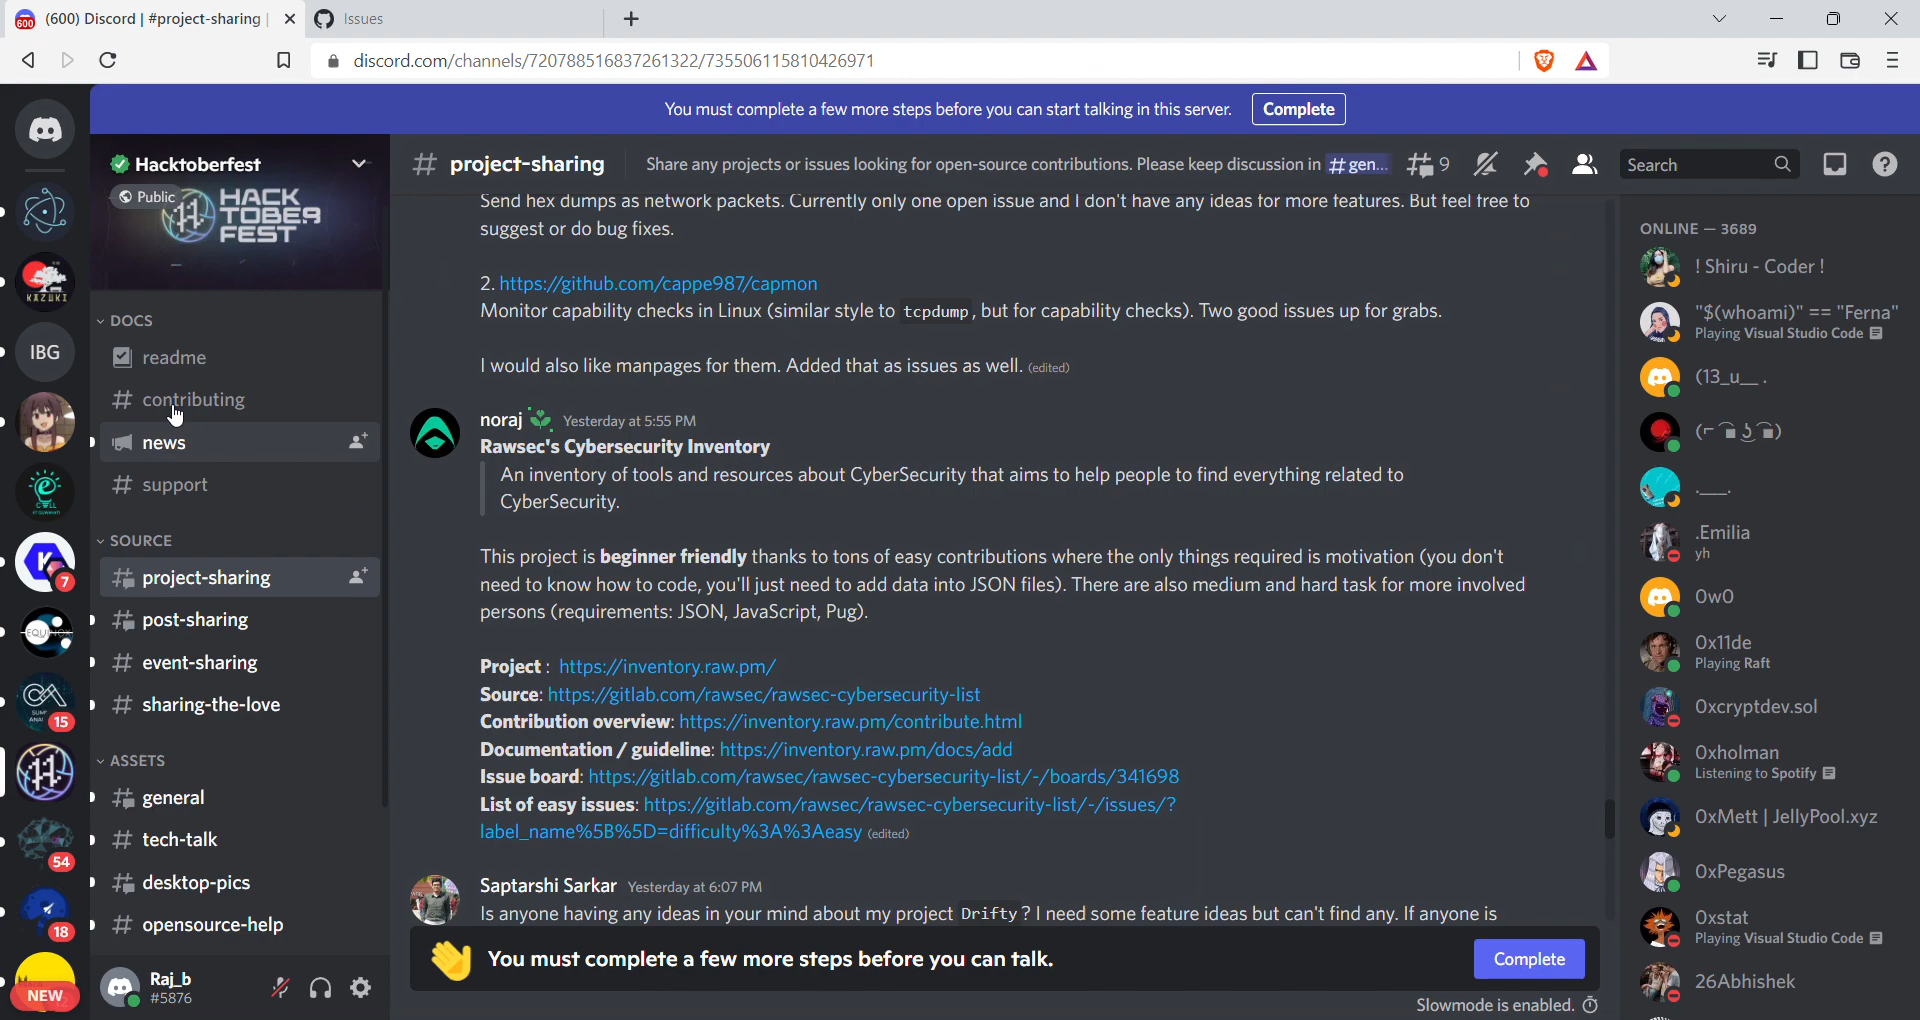 (600) Discord | #project-sharing
Issues
discord.com/channels/720788516837261322/735506115810426971
You must complete a few more steps before you can start talking in this server.
Complete
Hacktoberfest
Public
HACK
TOBER
FEST
project-sharing
Share any projects or issues looking for open-source contributions. Please keep discussion in #gen...
9
Search
KAZUKI
IBG
7
EQUINOX
15
54
18
NEW
DOCS
readme
contributing
news
support
SOURCE
project-sharing
post-sharing
event-sharing
sharing-the-love
ASSETS
general
tech-talk
desktop-pics
opensource-help
Raj_b
#5876
Send hex dumps as network packets. Currently only one open issue and I don't have any ideas for more features. But feel free to
suggest or do bug fixes.
2. https://github.com/cappe987/capmon
Monitor capability checks in Linux (similar style to tcpdump, but for capability checks). Two good issues up for grabs.
I would also like manpages for them. Added that as issues as well. (edited)
noraj Yesterday at 5:55 PM
Rawsec's Cybersecurity Inventory
An inventory of tools and resources about CyberSecurity that aims to help people to find everything related to
CyberSecurity.
This project is beginner friendly thanks to tons of easy contributions where the only things required is motivation (you don't
need to know how to code, you'll just need to add data into JSON files). There are also medium and hard task for more involved
persons (requirements: JSON, JavaScript, Pug).
Project : https://inventory.raw.pm/
Source: https://gitlab.com/rawsec/rawsec-cybersecurity-list
Contribution overview: https://inventory.raw.pm/contribute.html
Documentation / guideline: https://inventory.raw.pm/docs/add
Issue board: https://gitlab.com/rawsec/rawsec-cybersecurity-list/-/boards/341698
List of easy issues: https://gitlab.com/rawsec/rawsec-cybersecurity-list/-/issues/?
label_name%5B%5D=difficulty%3A%3Aeasy (edited)
Saptarshi Sarkar Yesterday at 6:07 PM
Is anyone having any ideas in your mind about my project Drifty? I need some feature ideas but can't find any. If anyone is
You must complete a few more steps before you can talk.
Complete
Slowmode is enabled.
ONLINE — 3689
! Shiru - Coder !
"$(whoami)" == "Ferna"
Playing Visual Studio Code
(13_u__ .
.___.
.Emilia
yh
0w0
0x11de
Playing Raft
0xcryptdev.sol
0xholman
Listening to Spotify
0xMett | JellyPool.xyz
0xPegasus
0xstat
Playing Visual Studio Code
26Abhishek